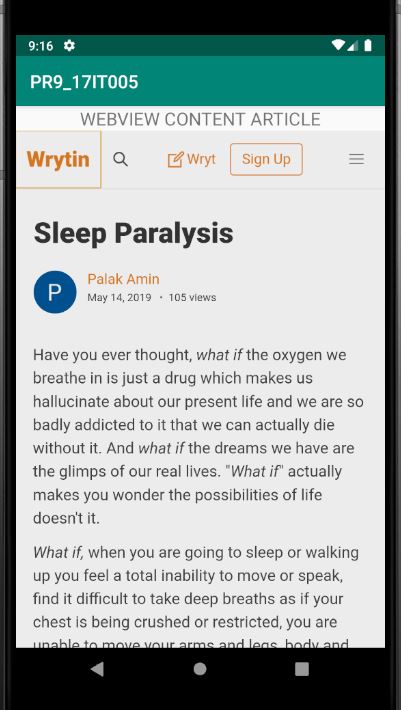 9:16
PR9_17IT005
WEBVIEW CONTENT ARTICLE
Wrytin Wryt Sign Up
Sleep Paralysis
P
Palak Amin
May 14, 2019 • 105 views
Have you ever thought, what if the oxygen we
breathe in is just a drug which makes us
hallucinate about our present life and we are so
badly addicted to it that we can actually die
without it. And what if the dreams we have are
the glimps of our real lives. "What if" actually
makes you wonder the possibilities of life
doesn't it.
What if, when you are going to sleep or walking
up you feel a total inability to move or speak,
find it difficult to take deep breaths as if your
chest is being crushed or restricted, you are
unable to move your arms and legs, body and